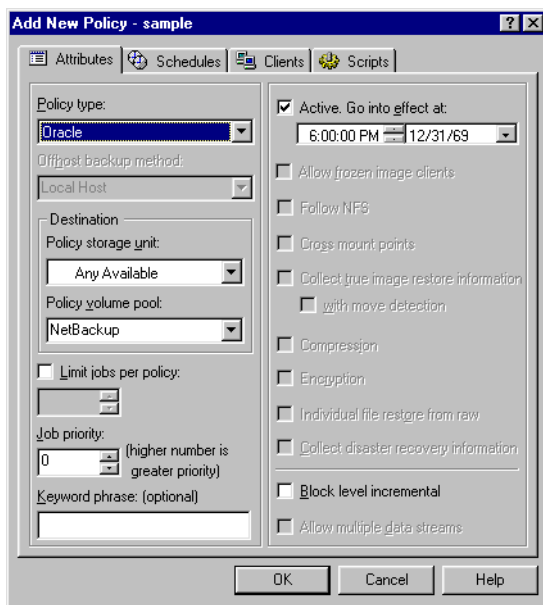 Add New Policy - sample
Attributes
Schedules
Clients
Scripts
Policy type:
Oracle
Offhost backup method:
Local Host
Destination
Policy storage unit:
Any Available
Policy volume pool:
NetBackup
Limit jobs per policy:
Job priority:
0
(higher number is
greater priority)
Keyword phrase: (optional)
Active. Go into effect at:
6:00:00 PM
12/31/69
Allow frozen image clients
Follow NFS
Cross mount points
Collect true image restore information
with move detection
Compression
Encryption
Individual file restore from raw
Collect disaster recovery information
Block level incremental
Allow multiple data streams
OK
Cancel
Help